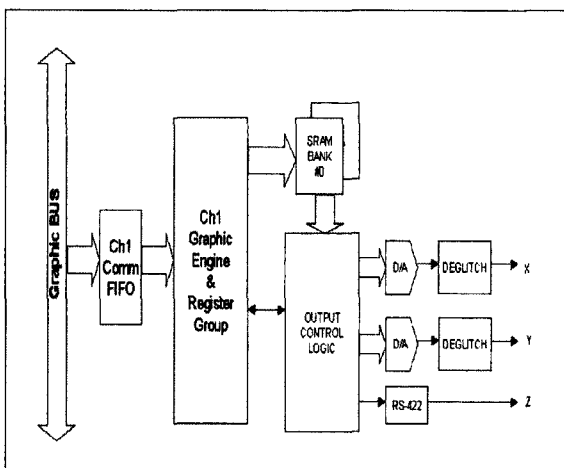 Graphic BUS
Ch1
Comm
FIFO
Ch1
Graphic
Engine
&
Register
Group
SRAM
BANK
#0
OUTPUT
CONTROL
LOGIC
D/A
DEGLITCH
X
D/A
DEGLITCH
Y
RS-422
Z